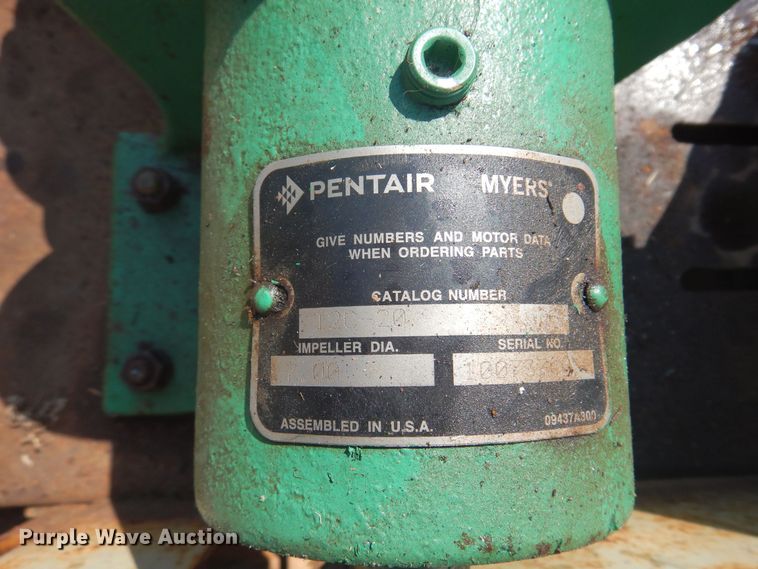 PENTAIR MYERS®
GIVE NUMBERS AND MOTOR DATA
WHEN ORDERING PARTS
CATALOG NUMBER
IMPELLER DIA. SERIAL NO.
ASSEMBLED IN U.S.A. 09437A300
Purple Wave Auction